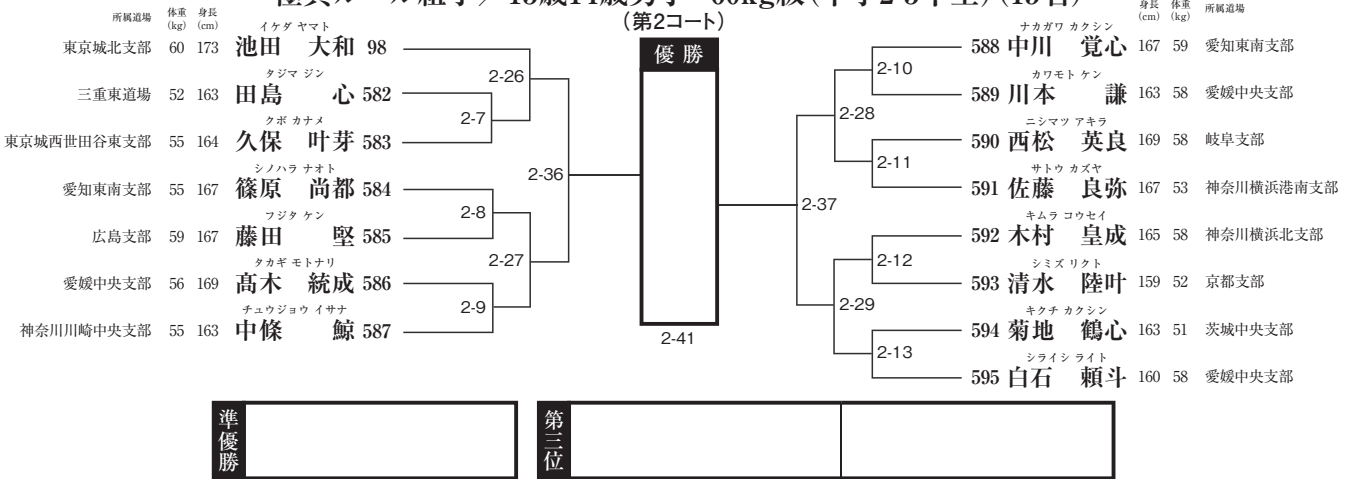 (第2コート)
所属道場 体重(kg) 身長(cm)
イケダ ヤマト
東京城北支部 60 173 池田 大和 98
タジマ ジン
三重東道場 52 163 田島 心 582
クボ カナメ
東京城西世田谷東支部 55 164 久保 叶芽 583
シノハラ ナオト
愛知東南支部 55 167 篠原 尚都 584
フジタ ケン
広島支部 59 167 藤田 堅 585
タカギ モトナリ
愛媛中央支部 56 169 髙木 統成 586
チュウジョウ イサナ
神奈川川崎中央支部 55 163 中條 鯨 587
2-26
2-7
2-36
2-8
2-27
2-9
優勝
2-41
身長(cm) 体重(kg) 所属道場
ナカガワ カクシン
588 中川 覚心 167 59 愛知東南支部
カワモト ケン
589 川本 謙 163 58 愛媛中央支部
ニシマツ アキラ
590 西松 英良 169 58 岐阜支部
サトウ カズヤ
591 佐藤 良弥 167 53 神奈川横浜港南支部
キムラ コウセイ
592 木村 皇成 165 58 神奈川横浜北支部
シミズ リクト
593 清水 陸叶 159 52 京都支部
キクチ カクシン
594 菊地 鶴心 163 51 茨城中央支部
シライシ ライト
595 白石 頼斗 160 58 愛媛中央支部
2-10
2-28
2-11
2-37
2-12
2-29
2-13
準優勝
第三位